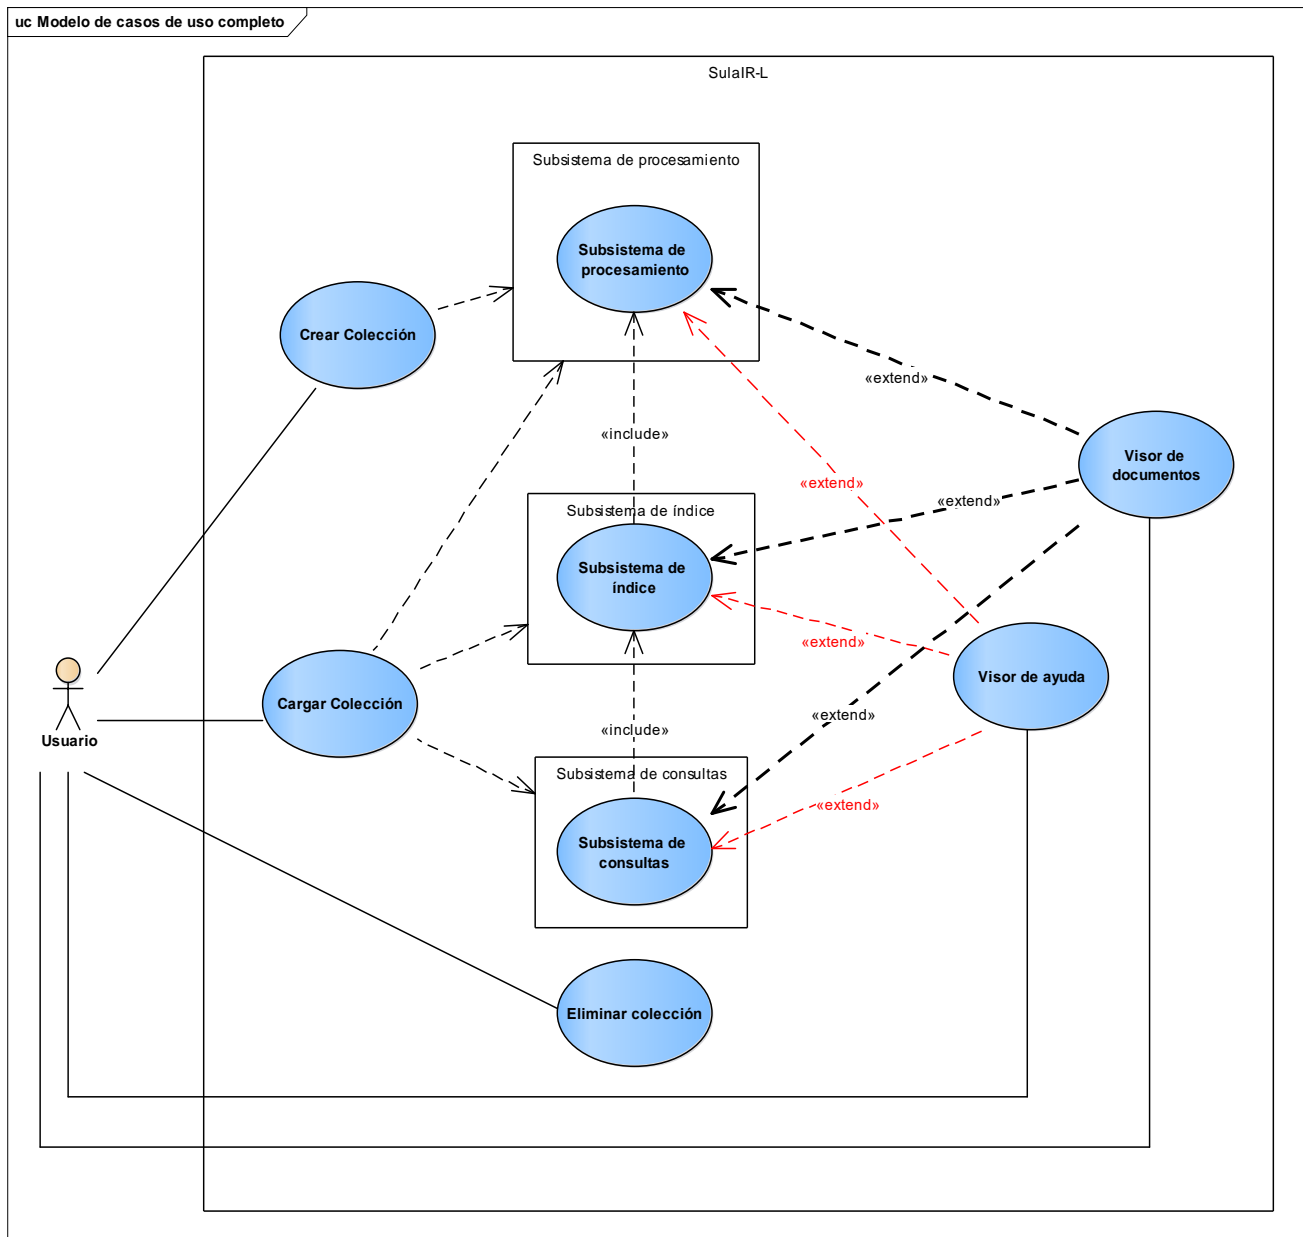 uc Modelo de casos de uso completo
SulaIR-L
Subsistema de procesamiento
Subsistema de
procesamiento
Crear Colección
«extend»
Visor de
documentos
«include»
«extend»
«extend»
Subsistema de índice
Subsistema de
índice
«extend»
Visor de ayuda
Cargar Colección
Usuario
«extend»
«include»
Subsistema de consultas
«extend»
Subsistema de
consultas
Eliminar colección